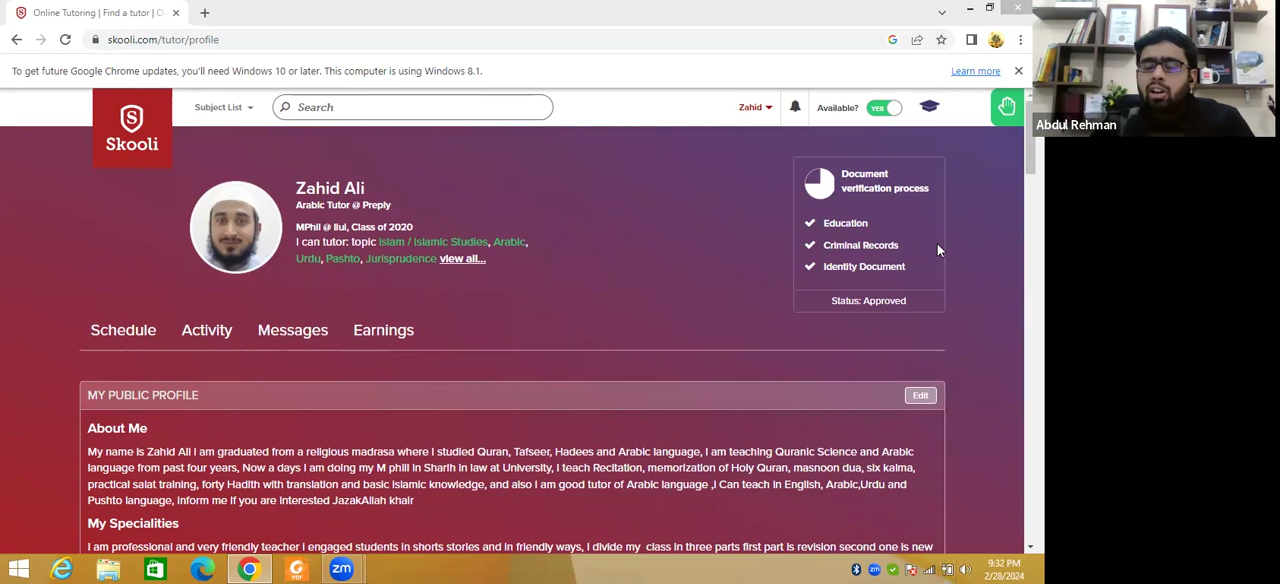 Online Tutoring | Find a tutor | O
skooli.com/tutor/profile
To get future Google Chrome updates, you'll need Windows 10 or later. This computer is using Windows 8.1.
Learn more
Abdul Rehman
Skooli
Subject List
Search
Zahid
Available?
YES
Zahid Ali
Arabic Tutor @ Preply
MPhil @ Iiui, Class of 2020
I can tutor: topic Islam / Islamic Studies, Arabic,
Urdu, Pashto, Jurisprudence view all...
Document
verification process
Education
Criminal Records
Identity Document
Status: Approved
Schedule
Activity
Messages
Earnings
MY PUBLIC PROFILE
Edit
About Me
My name is Zahid Ali I am graduated from a religious madrasa where I studied Quran, Tafseer, Hadees and Arabic language, I am teaching Quranic Science and Arabic
language from past four years, Now a days I am doing my M phill in Sharih in law at University, I teach Recitation, memorization of Holy Quran, masnoon dua, six kalma,
practical salat training, forty Hadith with translation and basic Islamic knowledge, and also I am good tutor of Arabic language ,I Can teach in English, Arabic,Urdu and
Pushto language, Inform me if you are interested JazakAllah khair
My Specialities
I am professional and very friendly teacher I engaged students in shorts stories and in friendly ways, I divide my class in three parts first part is revision second one is new
PDF
zm
zm
9:32 PM
2/28/2024